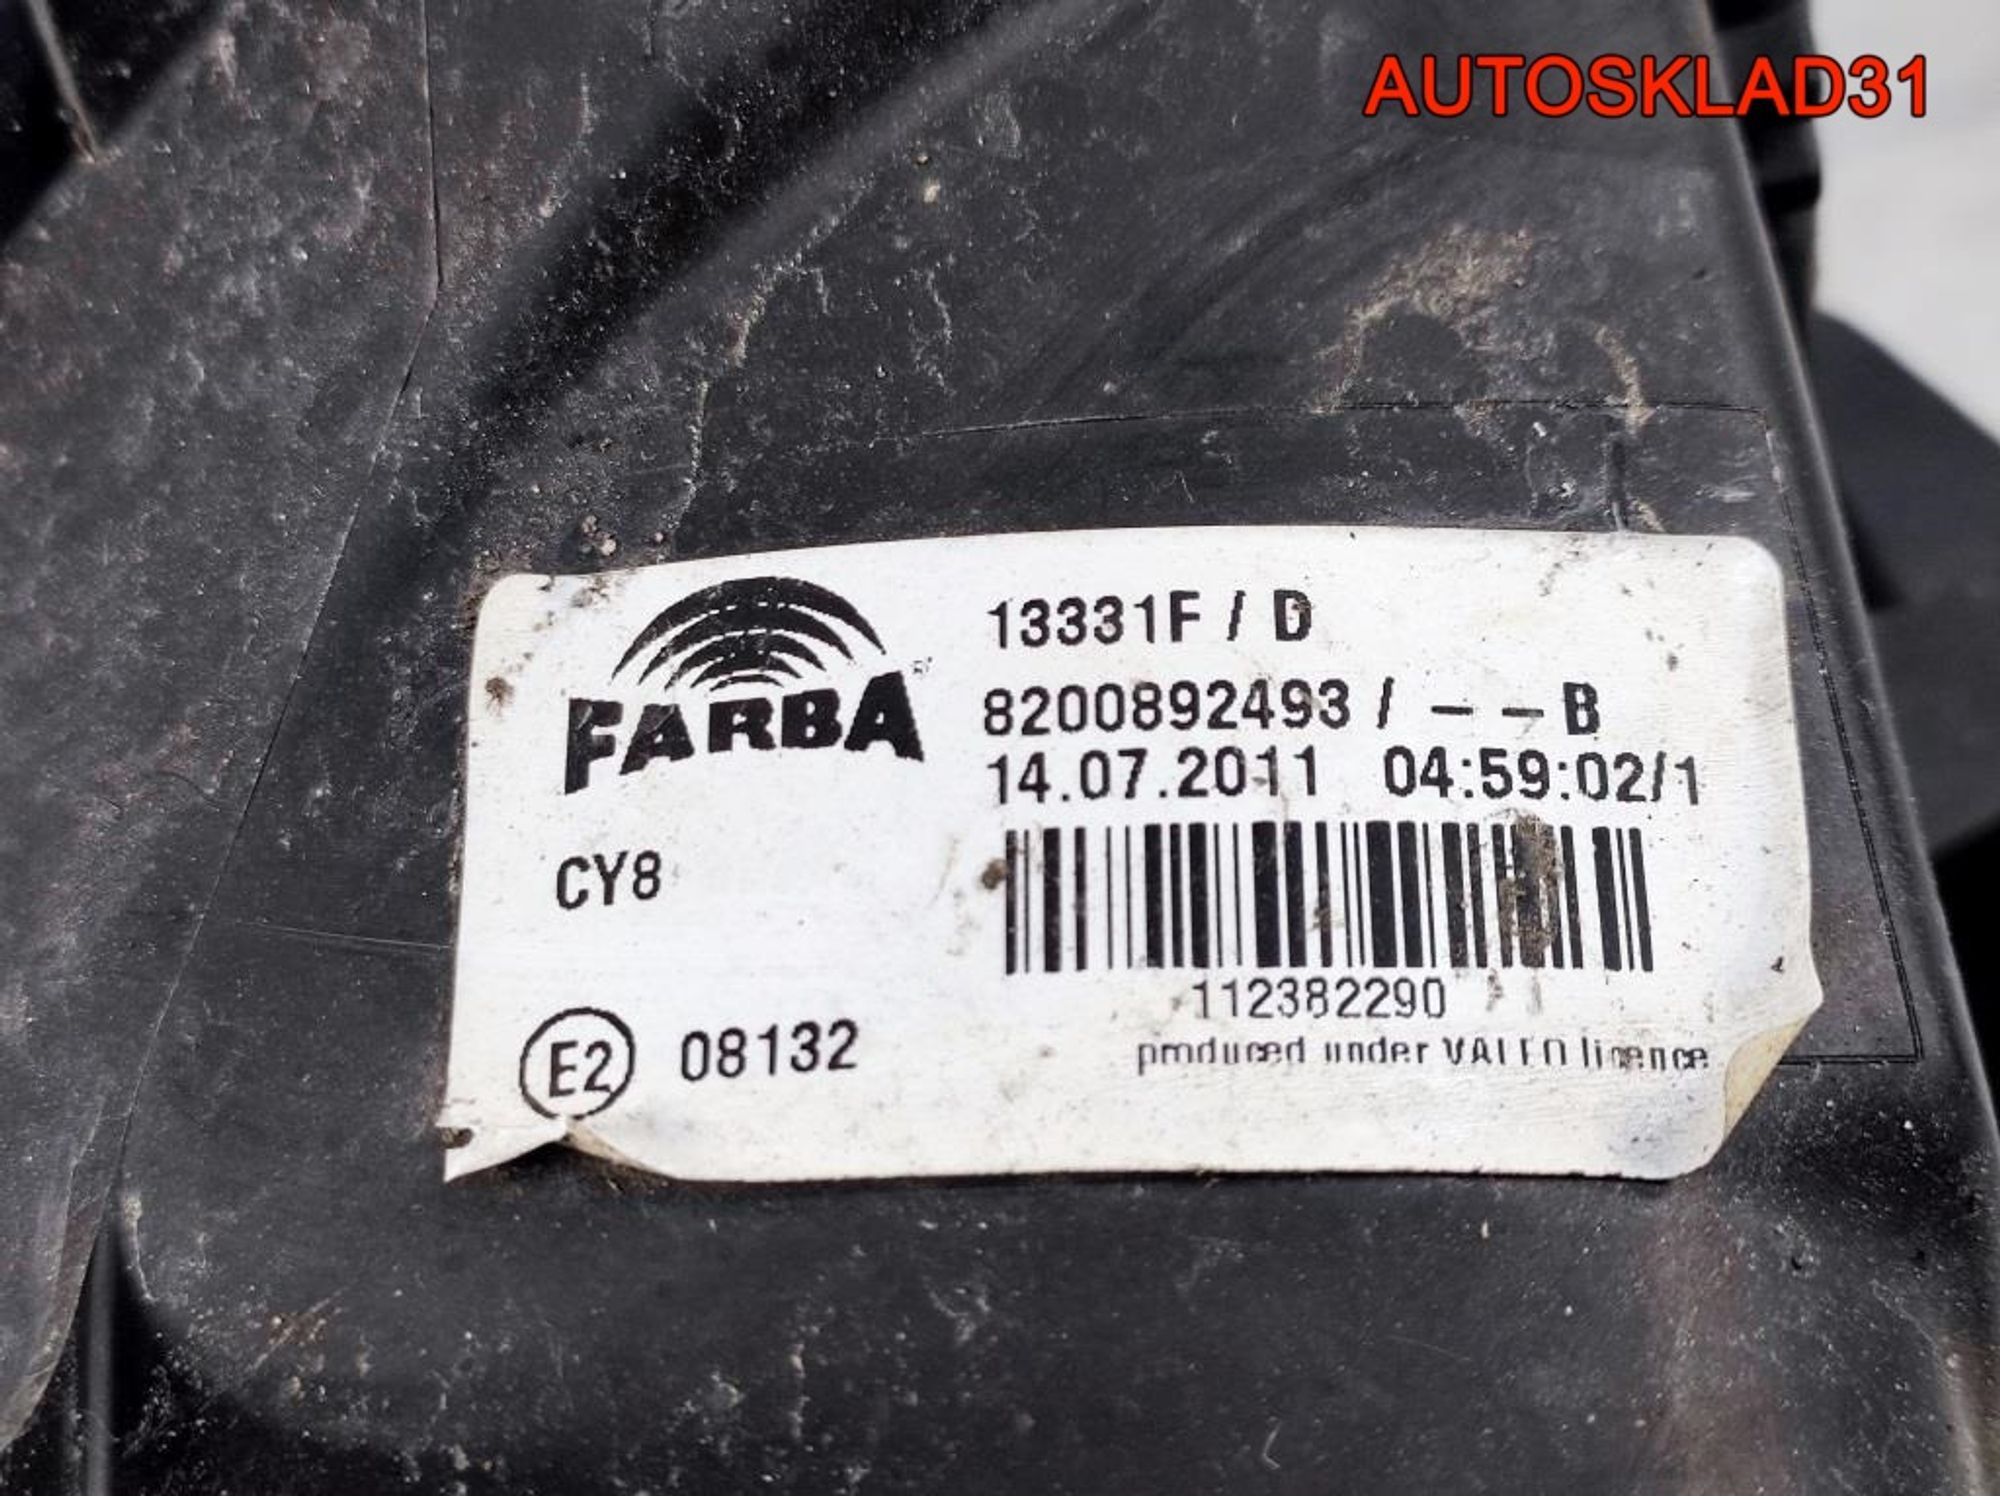 AUTOSKLAD31
FARBA
13331F / D
8200892493 / - - B
14.07.2011 04:59:02/1
CY8
112382290
E2 08132
produced under VALEO licence